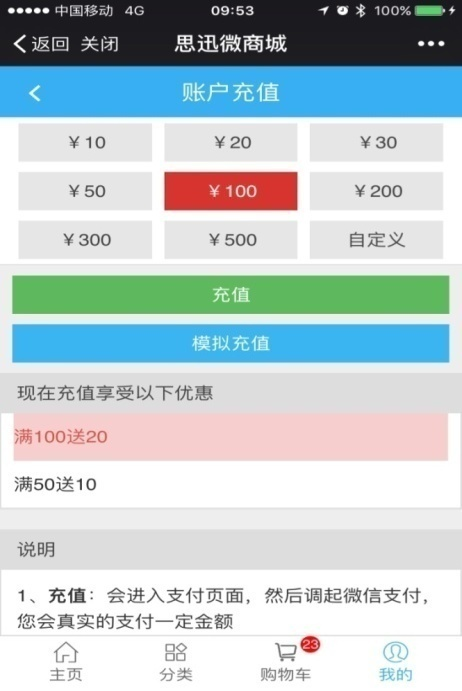 中国移动 4G 09:53 100%
返回 关闭 思迅微商城
账户充值
￥10 ￥20 ￥30
￥50 ￥100 ￥200
￥300 ￥500 自定义
充值
模拟充值
现在充值享受以下优惠
满100送20
满50送10
说明
1、充值：会进入支付页面，然后调起微信支付，
您会真实的支付一定金额
23
主页 分类 购物车 我的